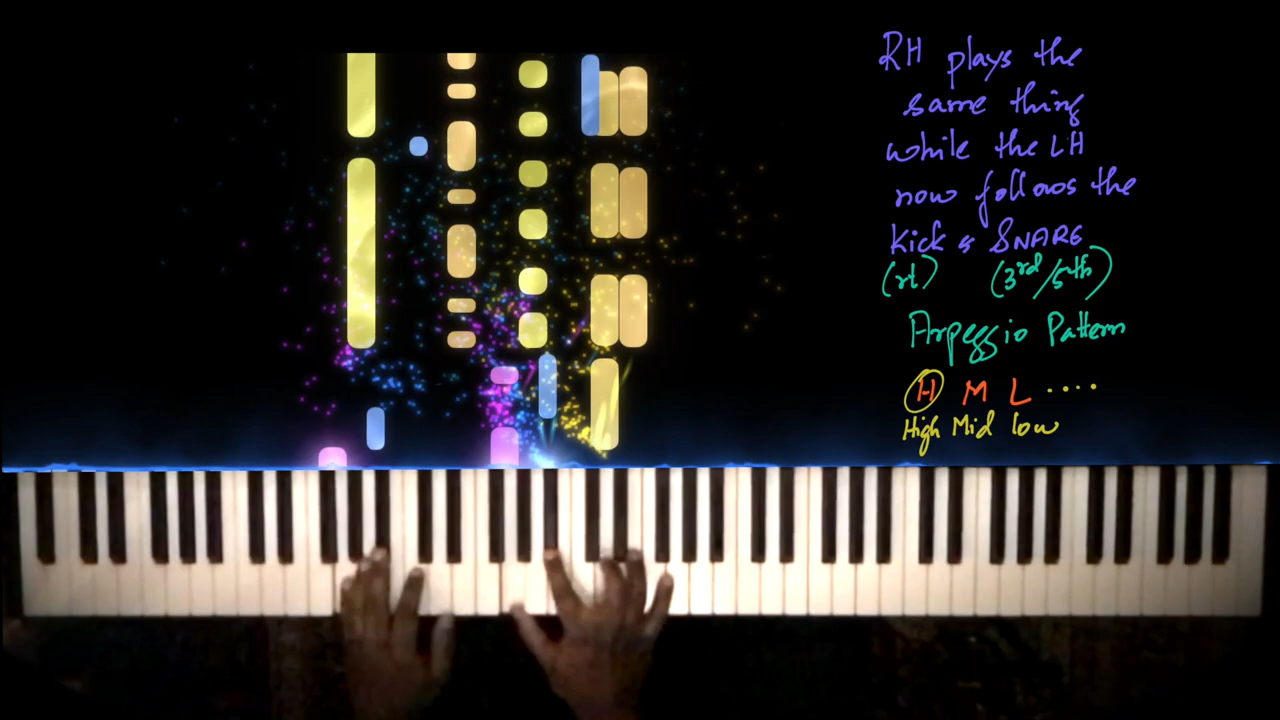 RH plays the
same thing
while the LH
now follows the
Kick & SNARE
(rt) (3rd/5th)
Arpeggio Pattern
H M L ....
High Mid low